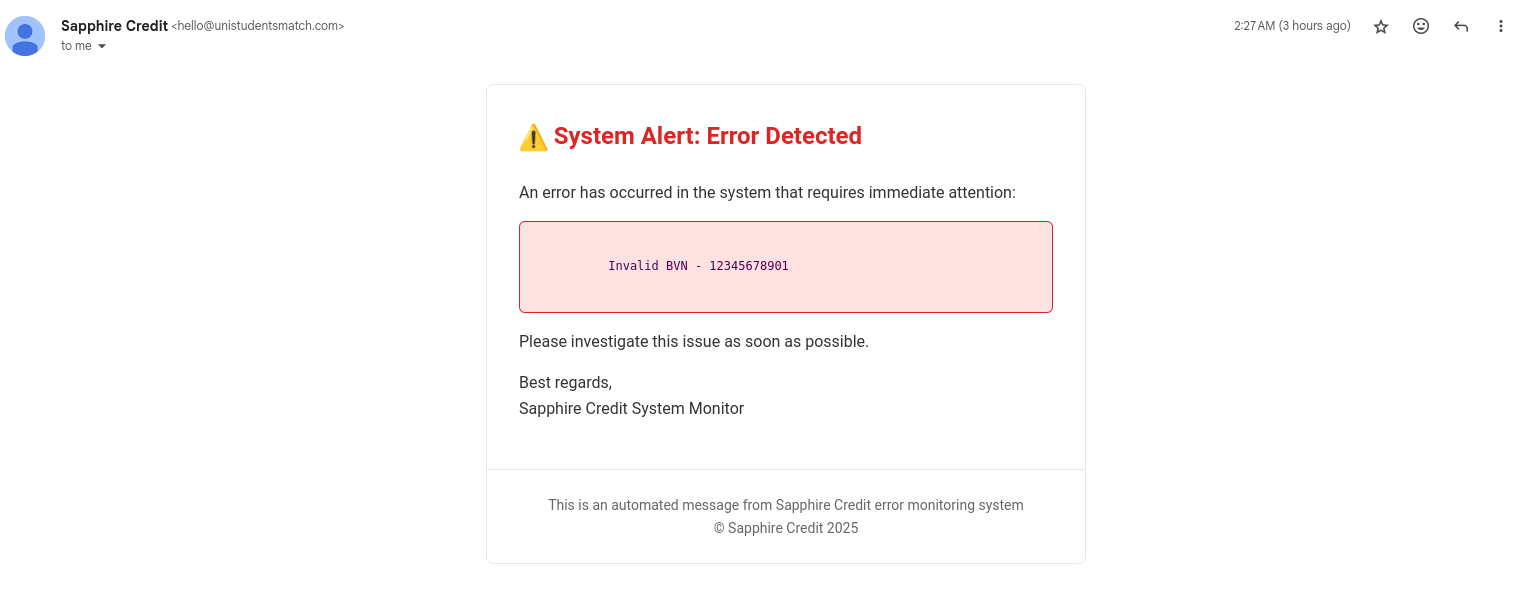 Sapphire Credit <hello@unistudentsmatch.com>
2:27 AM (3 hours ago)
to me
⚠️ System Alert: Error Detected
An error has occurred in the system that requires immediate attention:
Invalid BVN - 12345678901
Please investigate this issue as soon as possible.
Best regards,
Sapphire Credit System Monitor
This is an automated message from Sapphire Credit error monitoring system
© Sapphire Credit 2025